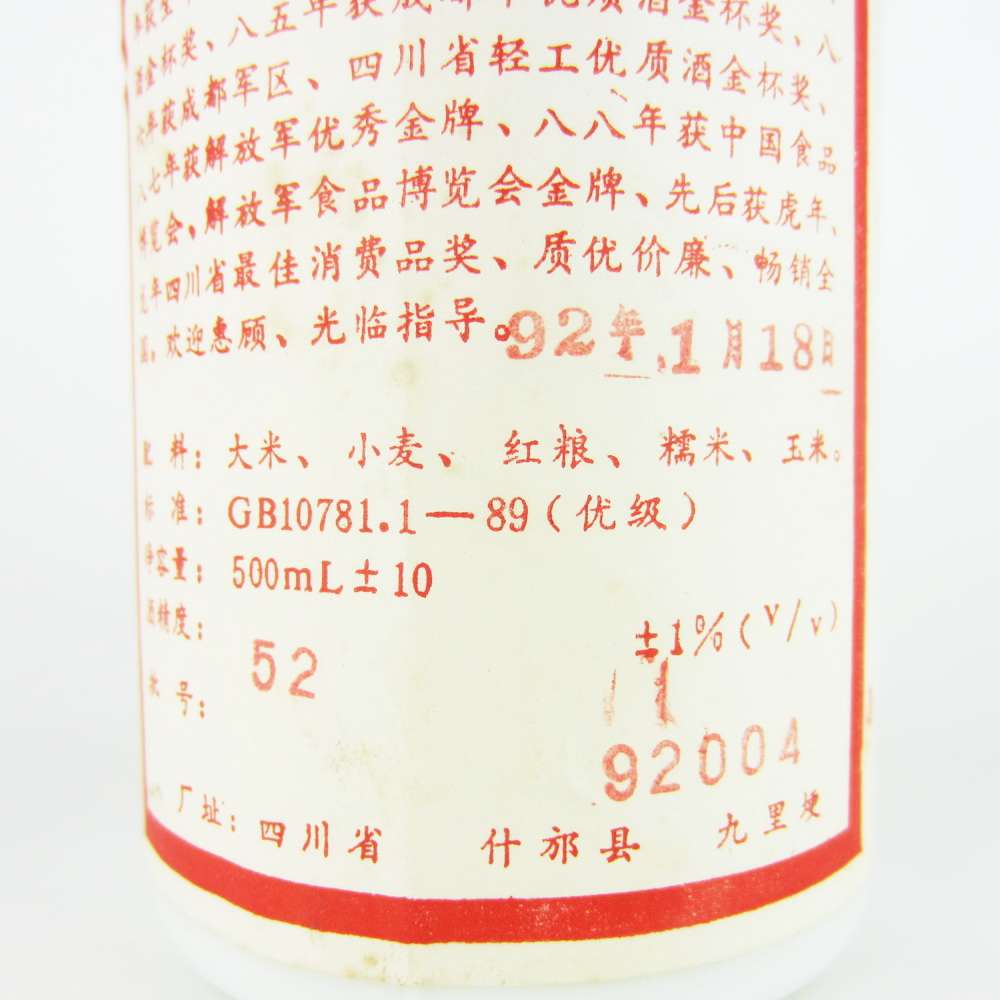 酒金杯奖、八五年获成都军优质酒金杯奖、八
六年获成都军区、四川省轻工优质酒金杯奖、
八七年获解放军优秀金牌、八八年获中国食品
博览会、解放军食品博览会金牌、先后获虎年、
兔年四川省最佳消费品奖、质优价廉、畅销全
国。欢迎惠顾、光临指导。92年.1月18日
配料：大米、小麦、红粮、糯米、玉米。
标准：GB10781.1—89（优级）
净容量：500mL±10
酒精度：52 ±1%(v/v)
批号：92004
厂址：四川省 什邡县 九里埂